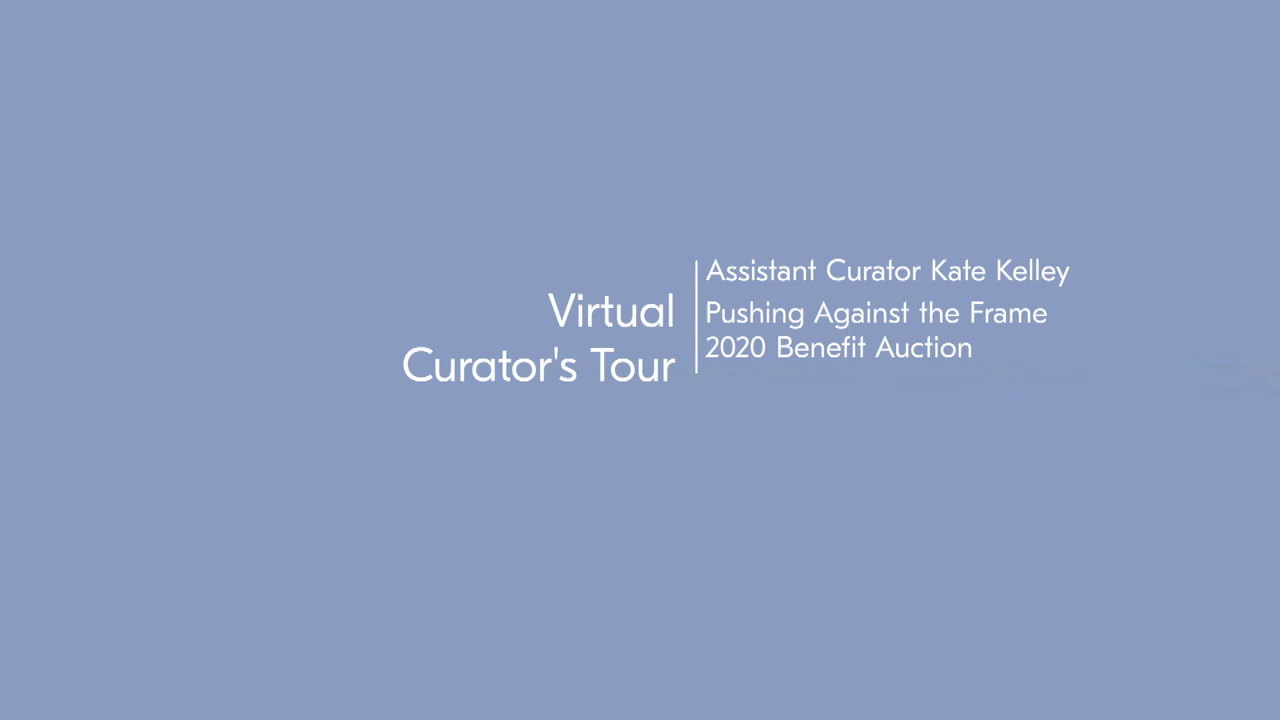 Virtual
Curator's Tour
Assistant Curator Kate Kelley
Pushing Against the Frame
2020 Benefit Auction